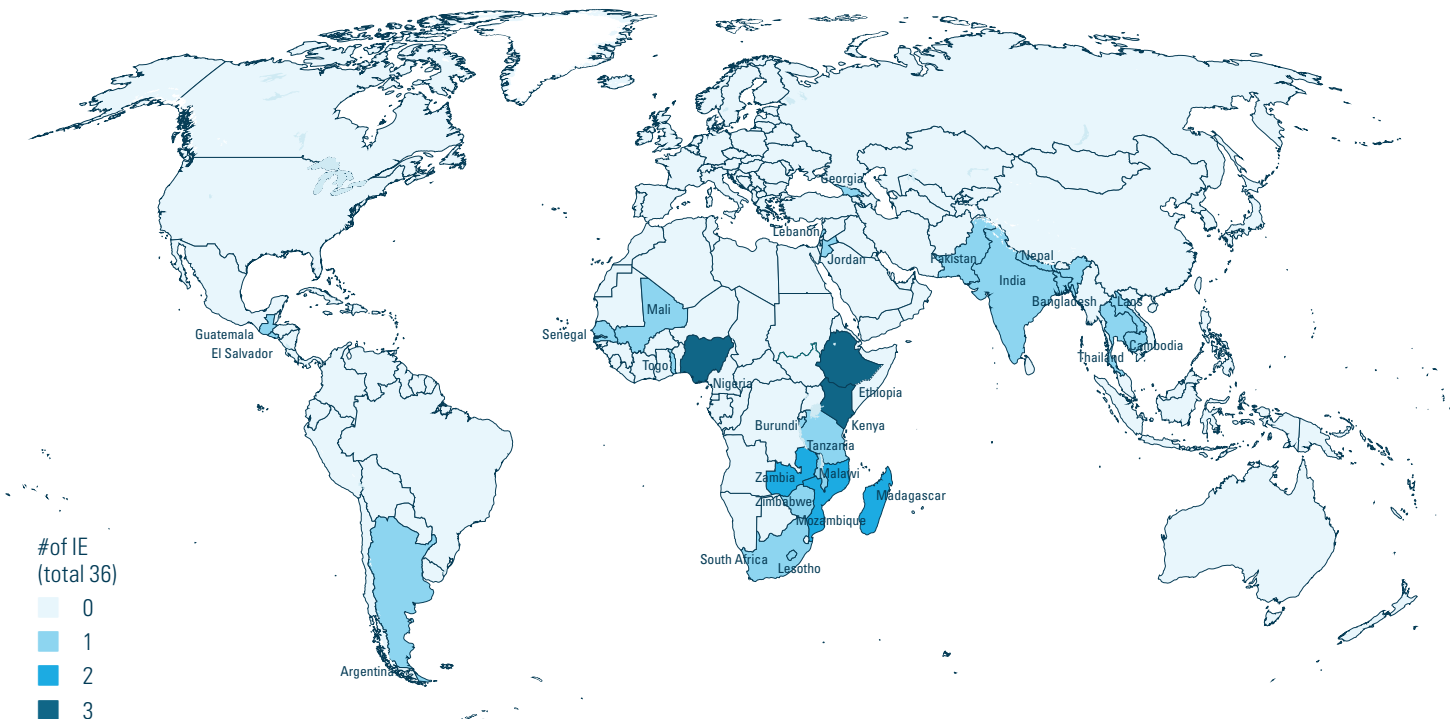 Georgia
Lebanon
Jordan
Pakistan
Nepal
India
Bangladesh
Laos
Mali
Senegal
Guatemala
El Salvador
Cambodia
Thailand
Togo
Nigeria
Ethiopia
Burundi
Kenya
Tanzania
Zambia
Malawi
Madagascar
Zimbabwe
Mozambique
South Africa
Lesotho
Argentina
#of IE
(total 36)
0
1
2
3